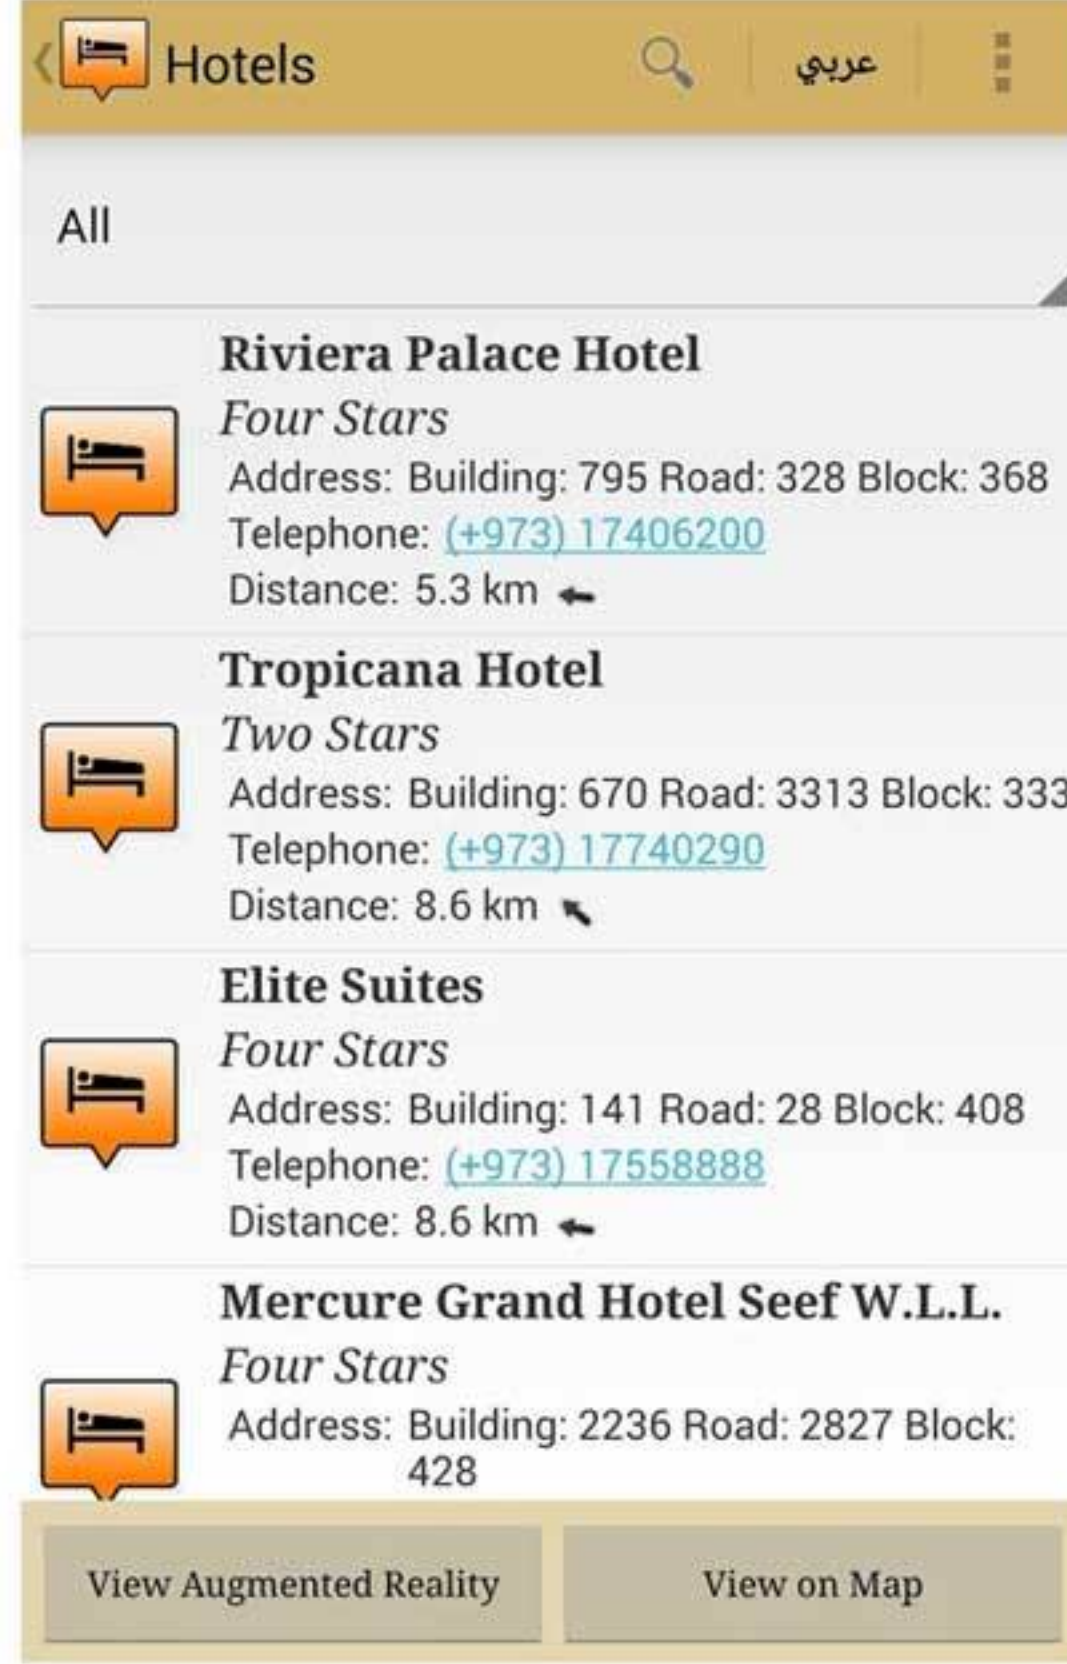 Hotels
عربي
All
Riviera Palace Hotel
Four Stars
Address: Building: 795 Road: 328 Block: 368
Telephone: (+973) 17406200
Distance: 5.3 km
Tropicana Hotel
Two Stars
Address: Building: 670 Road: 3313 Block: 333
Telephone: (+973) 17740290
Distance: 8.6 km
Elite Suites
Four Stars
Address: Building: 141 Road: 28 Block: 408
Telephone: (+973) 17558888
Distance: 8.6 km
Mercure Grand Hotel Seef W.L.L.
Four Stars
Address: Building: 2236 Road: 2827 Block:
428
View Augmented Reality
View on Map